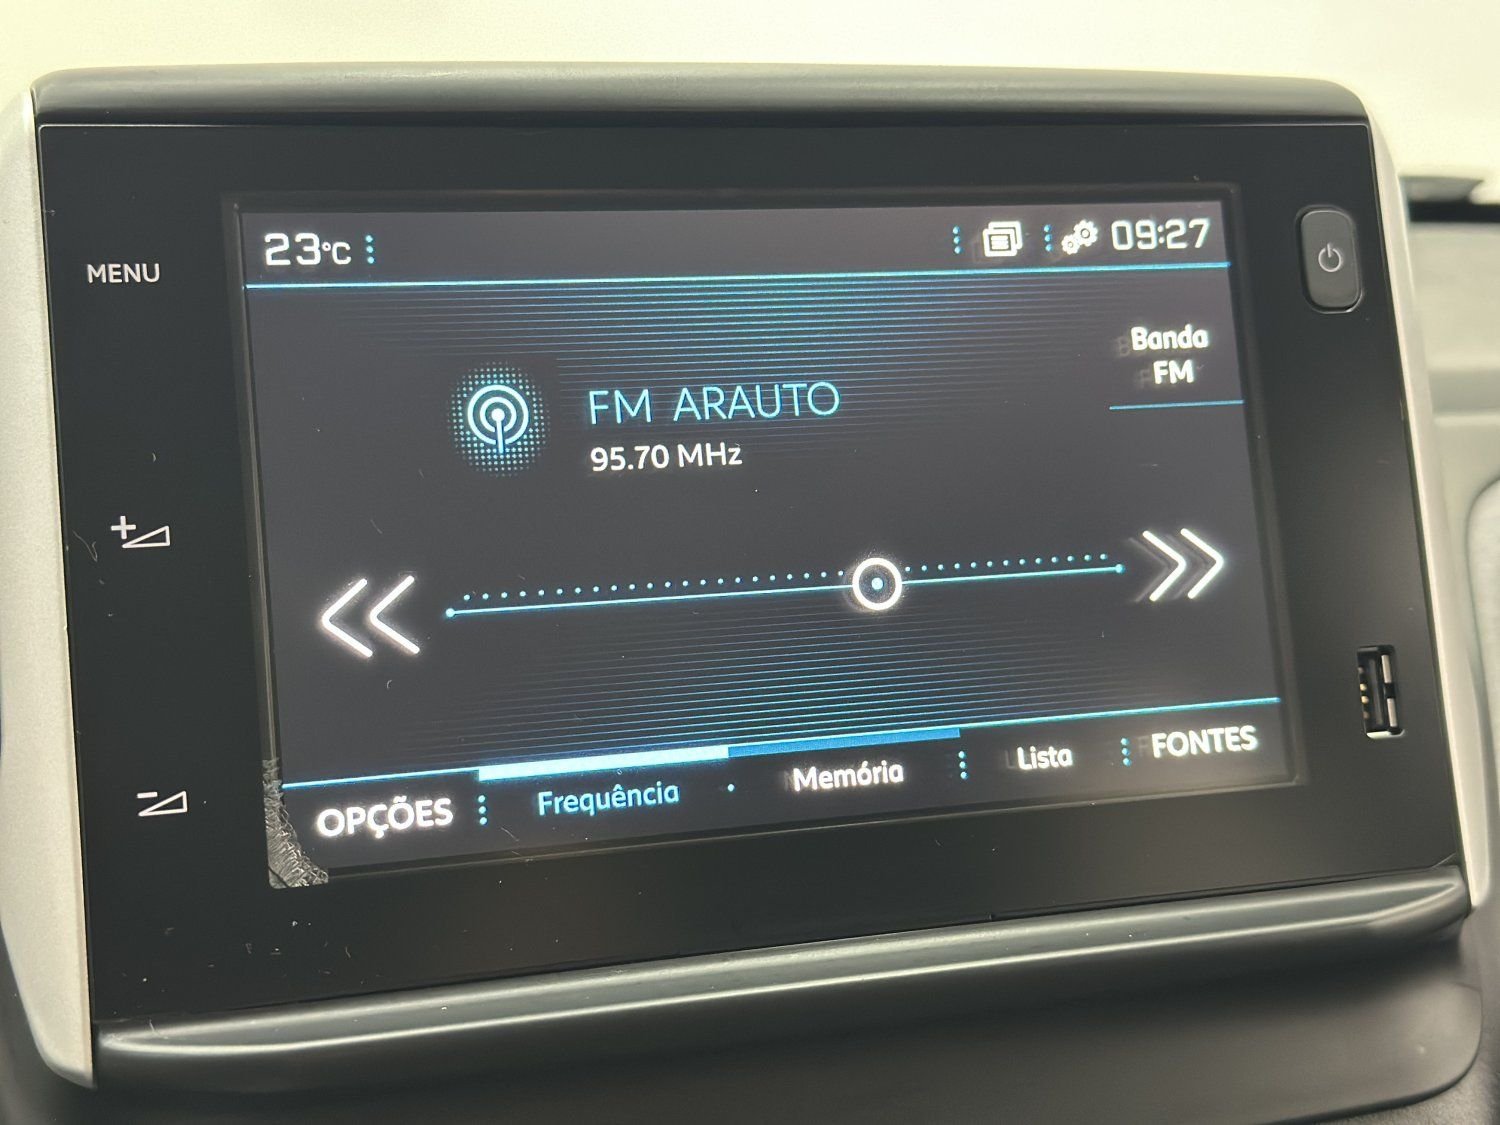 23°C
09:27
MENU
Banda
FM
FM ARAUTO
95.70 MHz
OPÇÕES
Frequência
Memória
Lista
FONTES